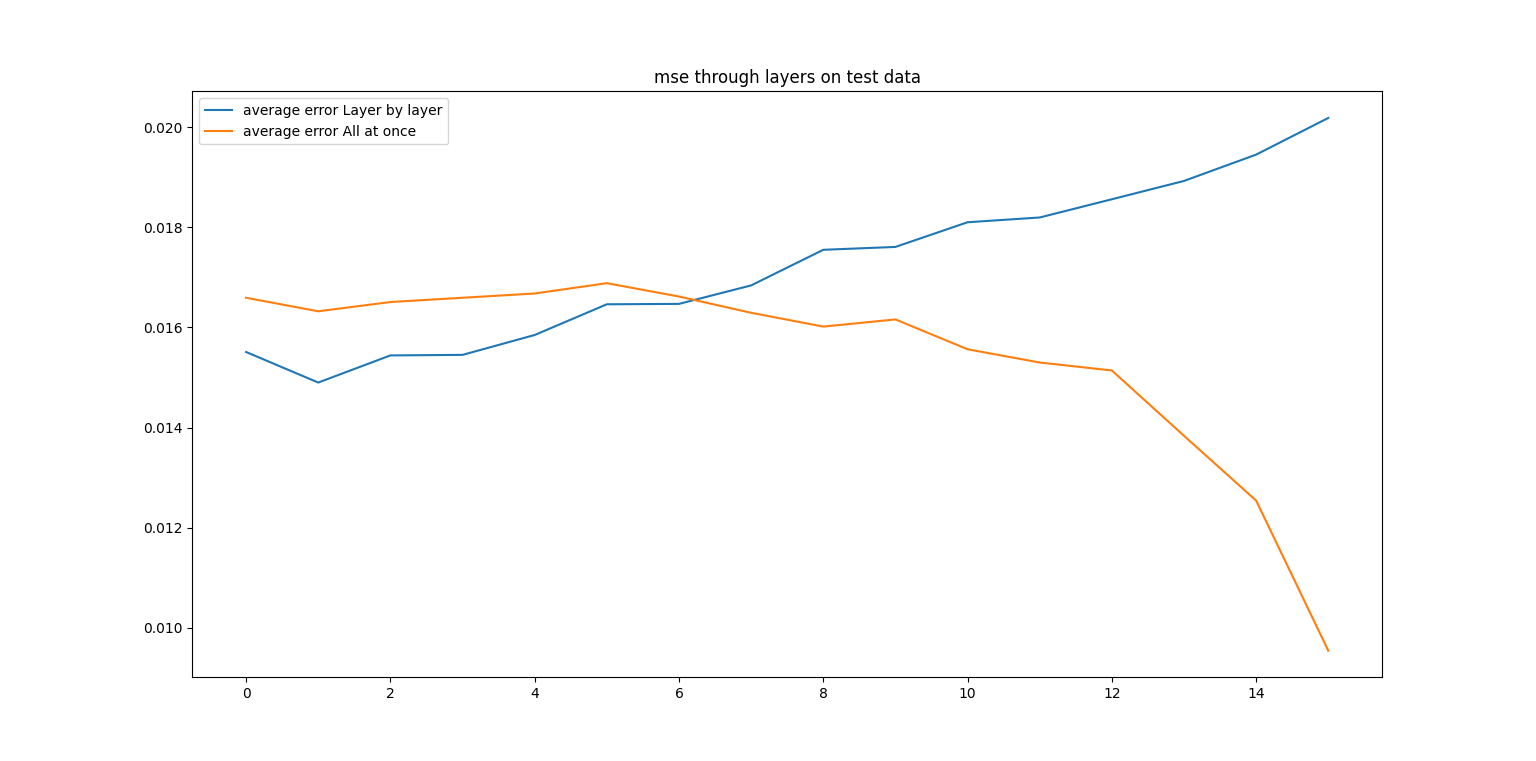 mse through layers on test data
average error Layer by layer
average error All at once
0.020
0.018
0.016
0.014
0.012
0.010
0 2 4 6 8 10 12 14